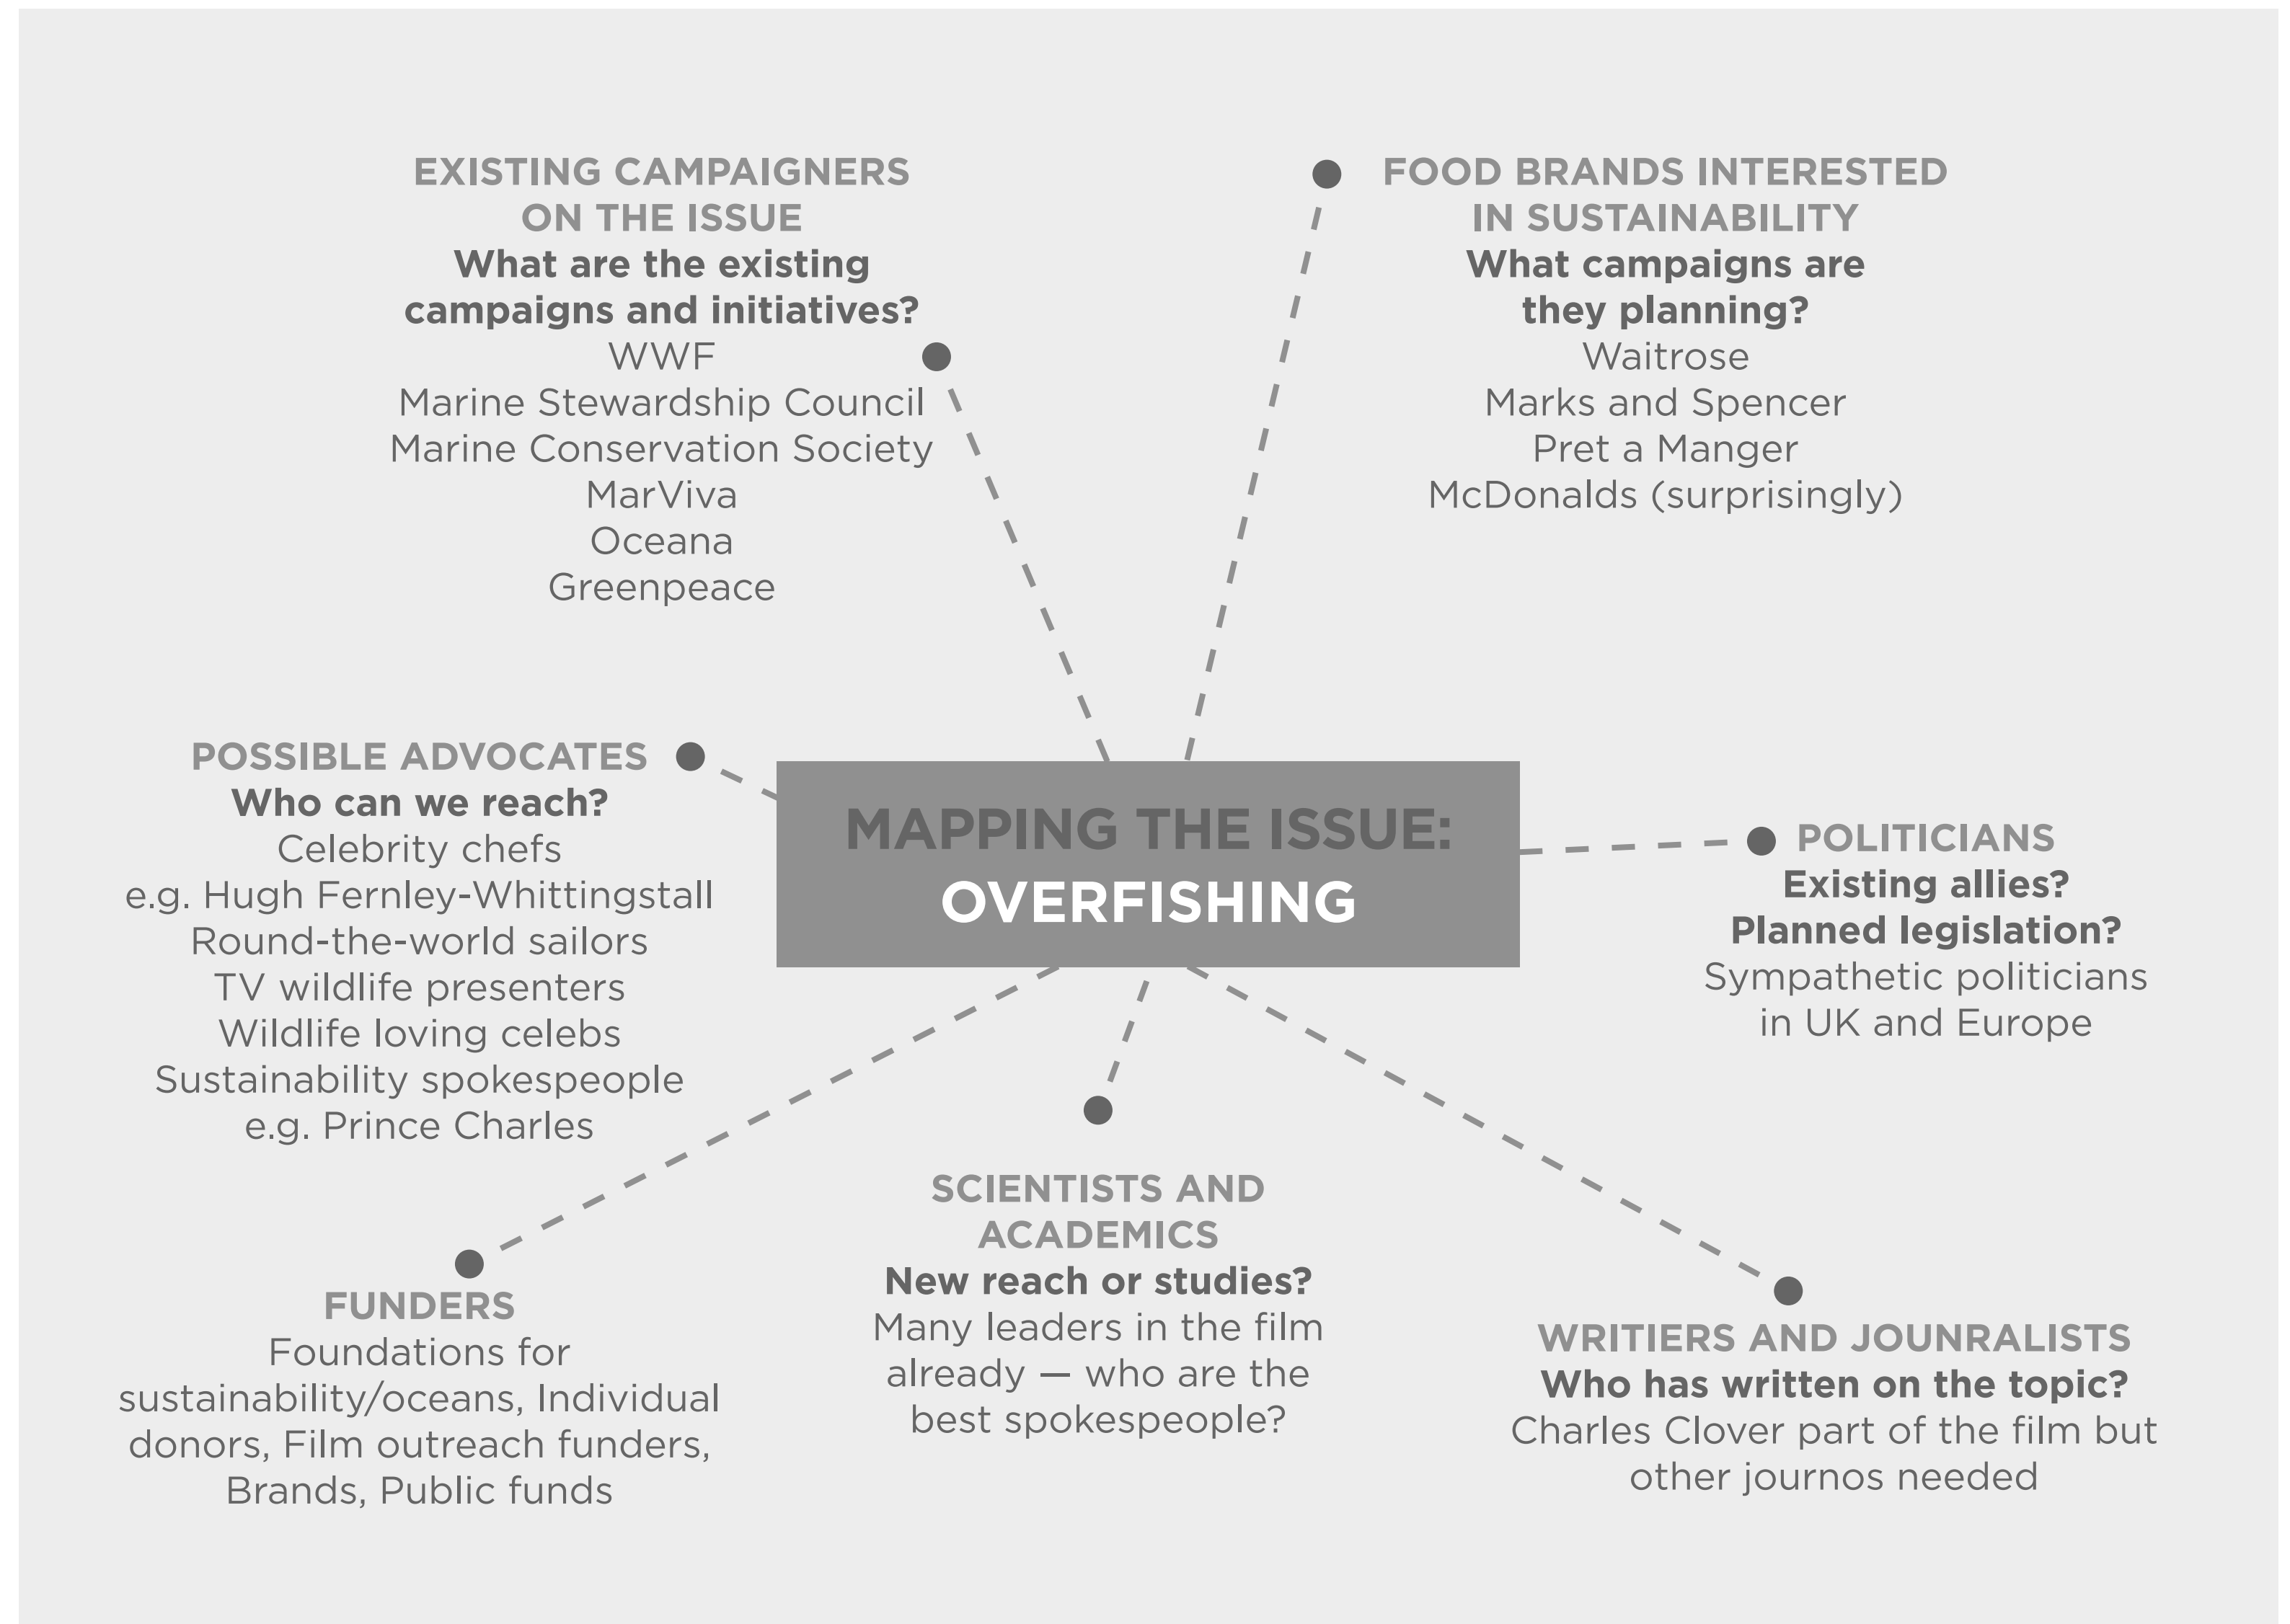 EXISTING CAMPAIGNERS
ON THE ISSUE
What are the existing
campaigns and initiatives?
WWF
Marine Stewardship Council
Marine Conservation Society
MarViva
Oceana
Greenpeace
FOOD BRANDS INTERESTED
IN SUSTAINABILITY
What campaigns are
they planning?
Waitrose
Marks and Spencer
Pret a Manger
McDonalds (surprisingly)
POSSIBLE ADVOCATES
Who can we reach?
Celebrity chefs
e.g. Hugh Fernley-Whittingstall
Round-the-world sailors
TV wildlife presenters
Wildlife loving celebs
Sustainability spokespeople
e.g. Prince Charles
MAPPING THE ISSUE:
OVERFISHING
POLITICIANS
Existing allies?
Planned legislation?
Sympathetic politicians
in UK and Europe
FUNDERS
Foundations for
sustainability/oceans, Individual
donors, Film outreach funders,
Brands, Public funds
SCIENTISTS AND
ACADEMICS
New reach or studies?
Many leaders in the film
already — who are the
best spokespeople?
WRITIERS AND JOUNRALISTS
Who has written on the topic?
Charles Clover part of the film but
other journos needed